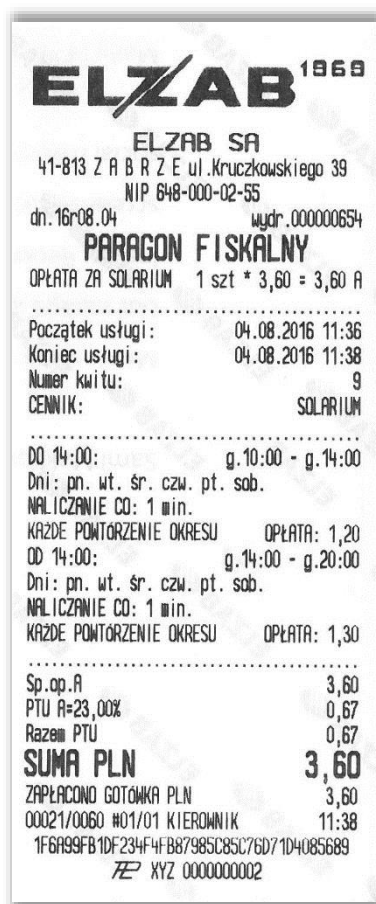 ELZAB 1969
ELZAB SA
41-813 Z A B R Z E ul.Kruczkowskiego 39
NIP 648-000-02-55
dn.16r08.04 wydr.000000654
PARAGON FISKALNY
OPŁATA ZA SOLARIUM 1 szt * 3,60 = 3,60 A
Początek usługi: 04.08.2016 11:36
Koniec usługi: 04.08.2016 11:38
Numer kwitu: 9
CENNIK: SOLARIUM
DO 14:00: g.10:00 - g.14:00
Dni: pn. wt. śr. czw. pt. sob.
NALICZANIE CO: 1 min.
KAŻDE POWTÓRZENIE OKRESU OPŁATA: 1,20
OD 14:00: g.14:00 - g.20:00
Dni: pn. wt. śr. czw. pt. sob.
NALICZANIE CO: 1 min.
KAŻDE POWTÓRZENIE OKRESU OPŁATA: 1,30
Sp.op.A 3,60
PTU A=23,00% 0,67
Razem PTU 0,67
SUMA PLN 3,60
ZAPŁACONO GOTÓWKA PLN 3,60
00021/0060 #01/01 KIEROWNIK 11:38
1F6A99FB1DF234F4FB87985C85C76D71D4085689
XYZ 0000000002